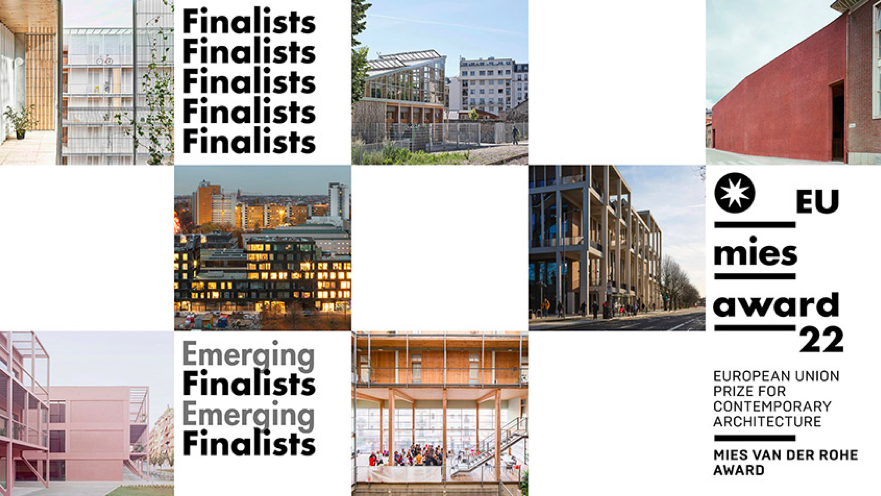 Finalists
Finalists
Finalists
Finalists
Finalists
EU
mies
award
22
EUROPEAN UNION
PRIZE FOR
CONTEMPORARY
ARCHITECTURE
MIES VAN DER ROHE
AWARD
Emerging
Finalists
Emerging
Finalists